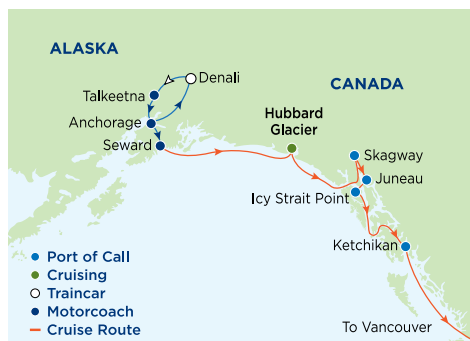 ALASKA
Denali
Talkeetna
CANADA
Anchorage
Hubbard
Glacier
Seward
Skagway
Juneau
Icy Strait Point
Ketchikan
Port of Call
Cruising
Traincar
Motorcoach
Cruise Route
To Vancouver